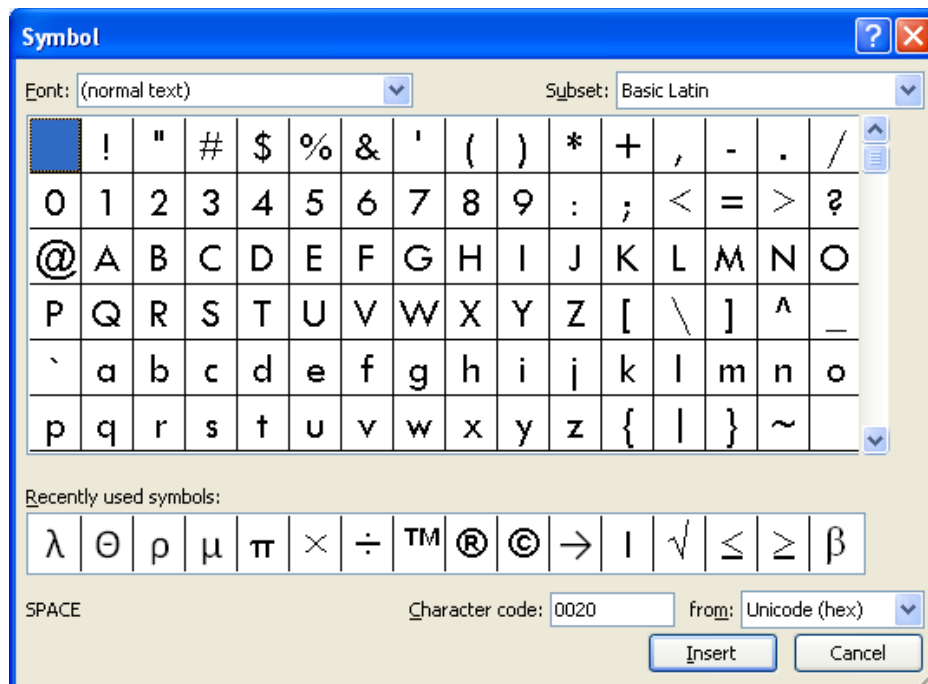 Symbol ?
Font: (normal text) Subset: Basic Latin
! " # $ % & ' ( ) * + , - . /
0 1 2 3 4 5 6 7 8 9 : ; < = > ?
@ A B C D E F G H I J K L M N O
P Q R S T U V W X Y Z [ \ ] ^ _
` a b c d e f g h i j k l m n o
p q r s t u v w x y z { | } ~
Recently used symbols:
λ Θ ρ μ π × ÷ ™ ® © → I √ ≤ ≥ β
SPACE Character code: 0020 from: Unicode (hex)
Insert Cancel